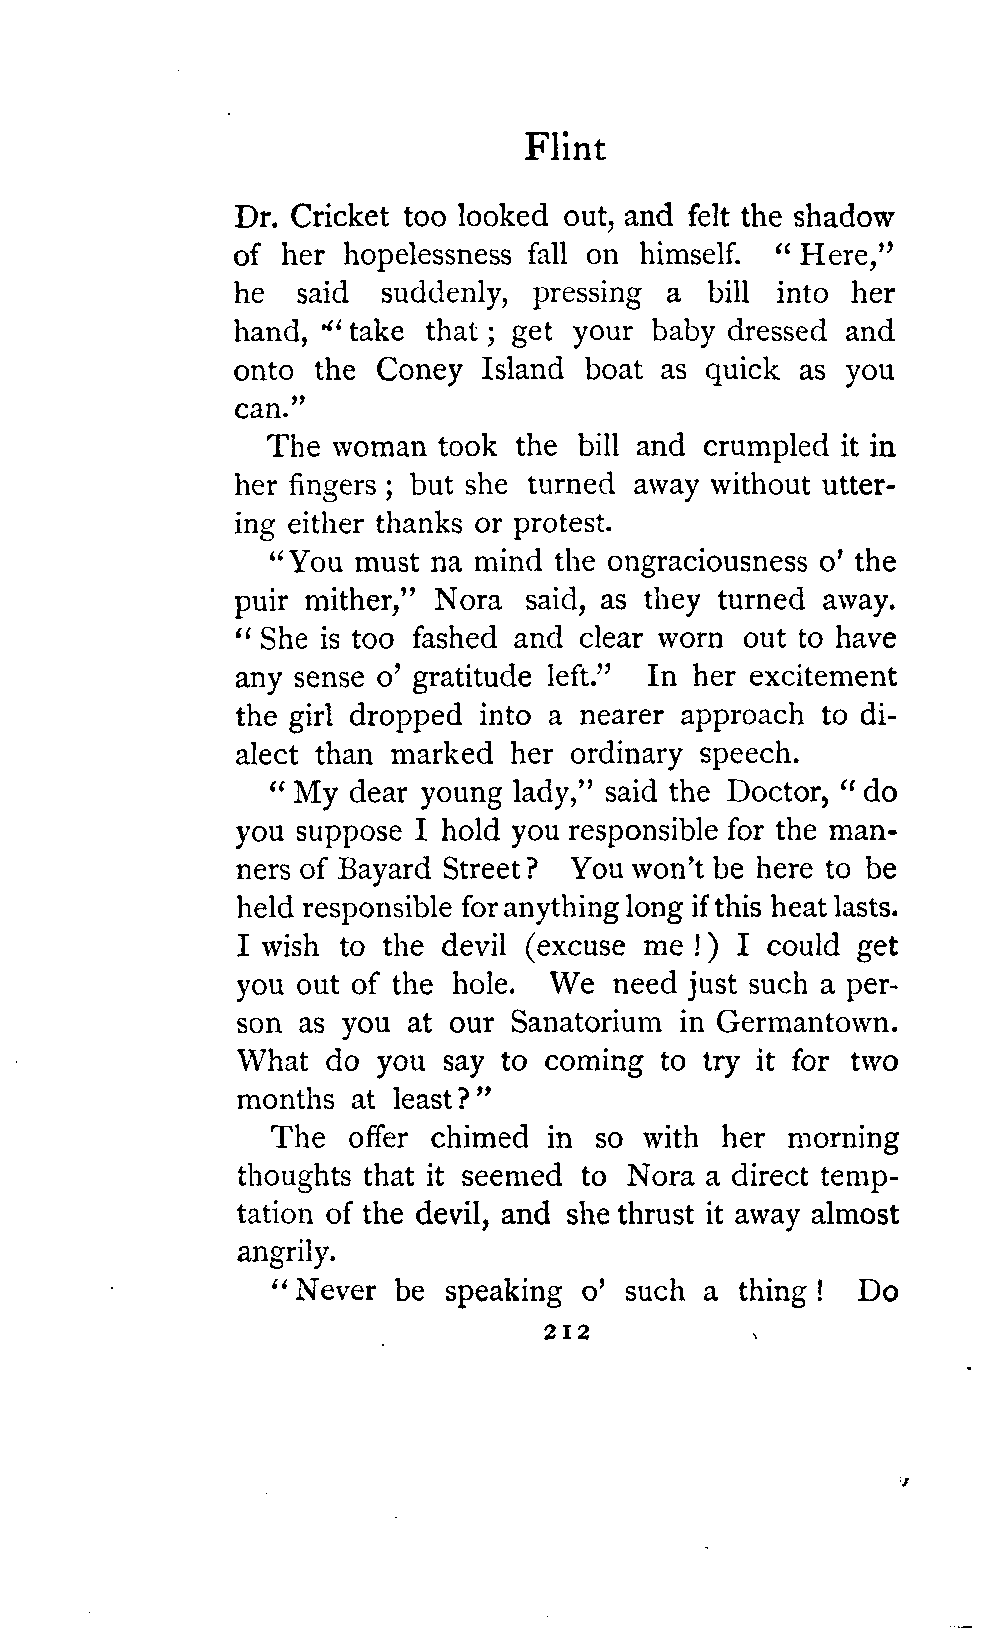 Flint
Dr. Cricket too looked out, and felt the shadow
of her hopelessness fall on himself. "Here,"
he said suddenly, pressing a bill into her
hand, "take that; get your baby dressed and
onto the Coney Island boat as quick as you
can."
The woman took the bill and crumpled it in
her fingers; but she turned away without utter-
ing either thanks or protest.
"You must na mind the ongraciousness o' the
puir mither," Nora said, as they turned away.
"She is too fashed and clear worn out to have
any sense o' gratitude left." In her excitement
the girl dropped into a nearer approach to di-
alect than marked her ordinary speech.
"My dear young lady," said the Doctor, "do
you suppose I hold you responsible for the man-
ners of Bayard Street? You won't be here to be
held responsible for anything long if this heat lasts.
I wish to the devil (excuse me!) I could get
you out of the hole. We need just such a per-
son as you at our Sanatorium in Germantown.
What do you say to coming to try it for two
months at least?"
The offer chimed in so with her morning
thoughts that it seemed to Nora a direct temp-
tation of the devil, and she thrust it away almost
angrily.
"Never be speaking o' such a thing! Do
212